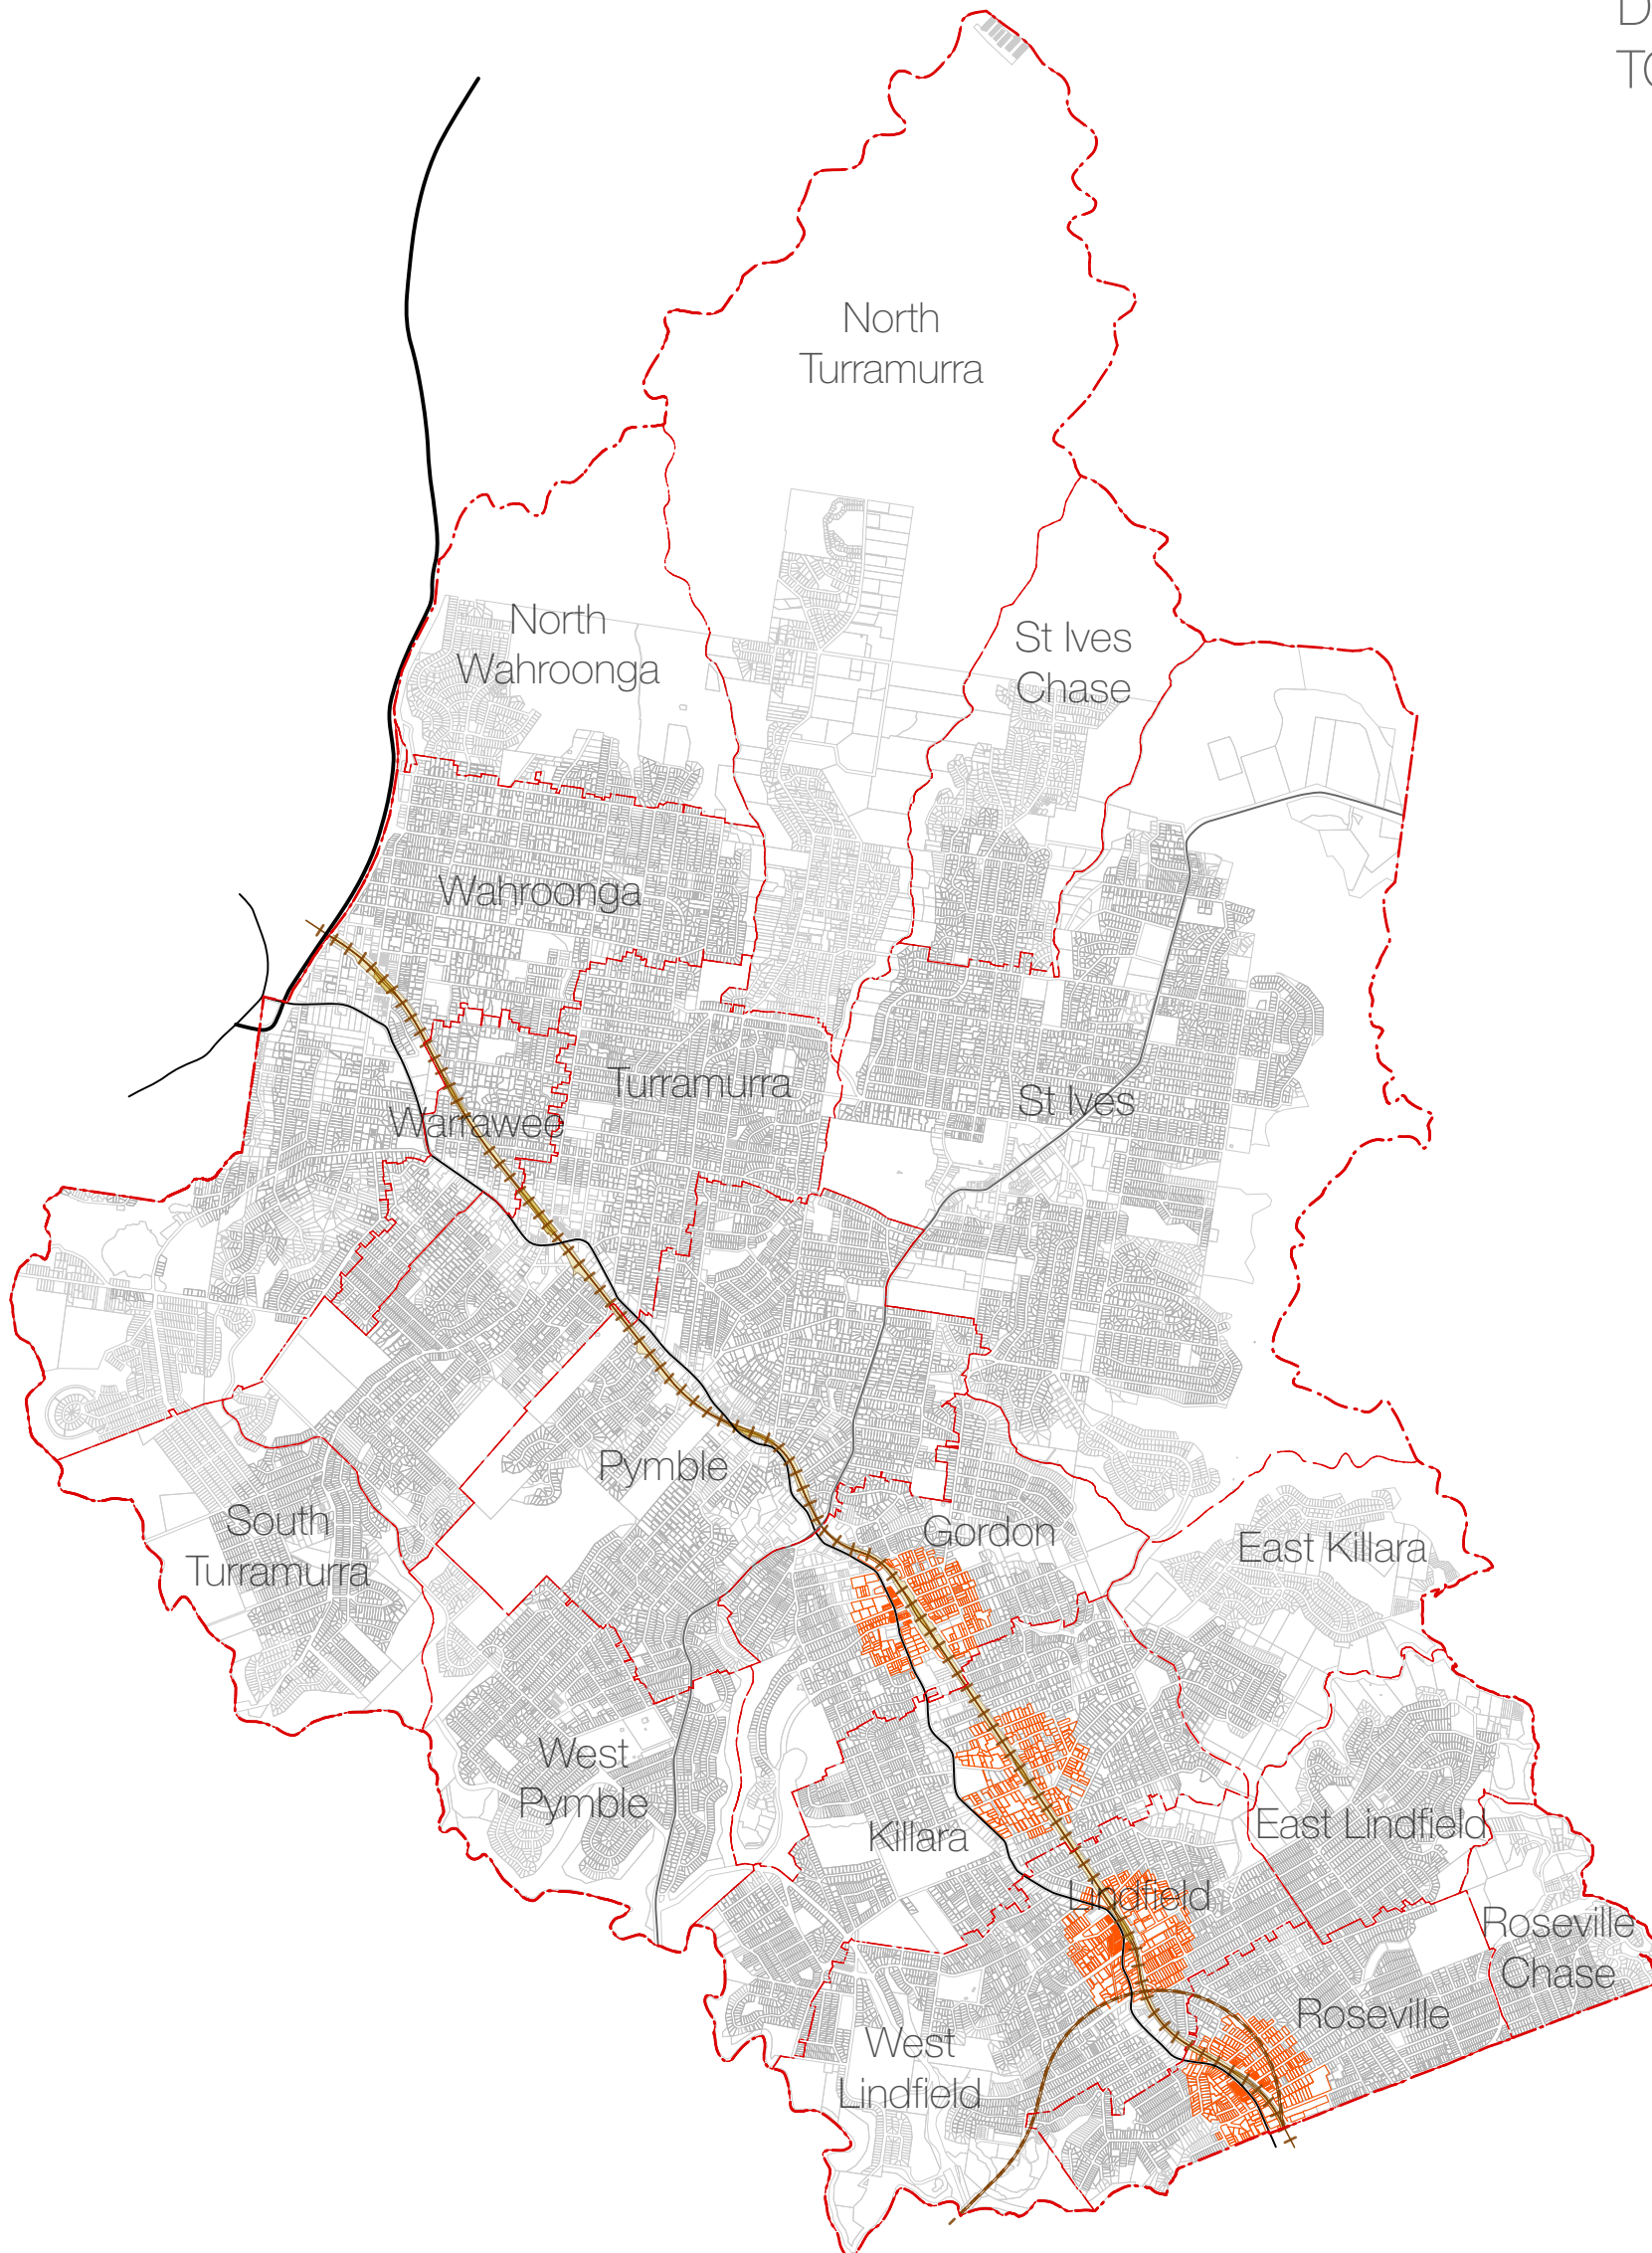 North
Turramurra
North
Wahroonga
St Ives
Chase
Wahroonga
Turramurra
St Ives
Warrawee
Pymble
South
Turramurra
Gordon
East Killara
West
Pymble
Killara
East Lindfield
Lindfield
Roseville
Chase
Roseville
West
Lindfield